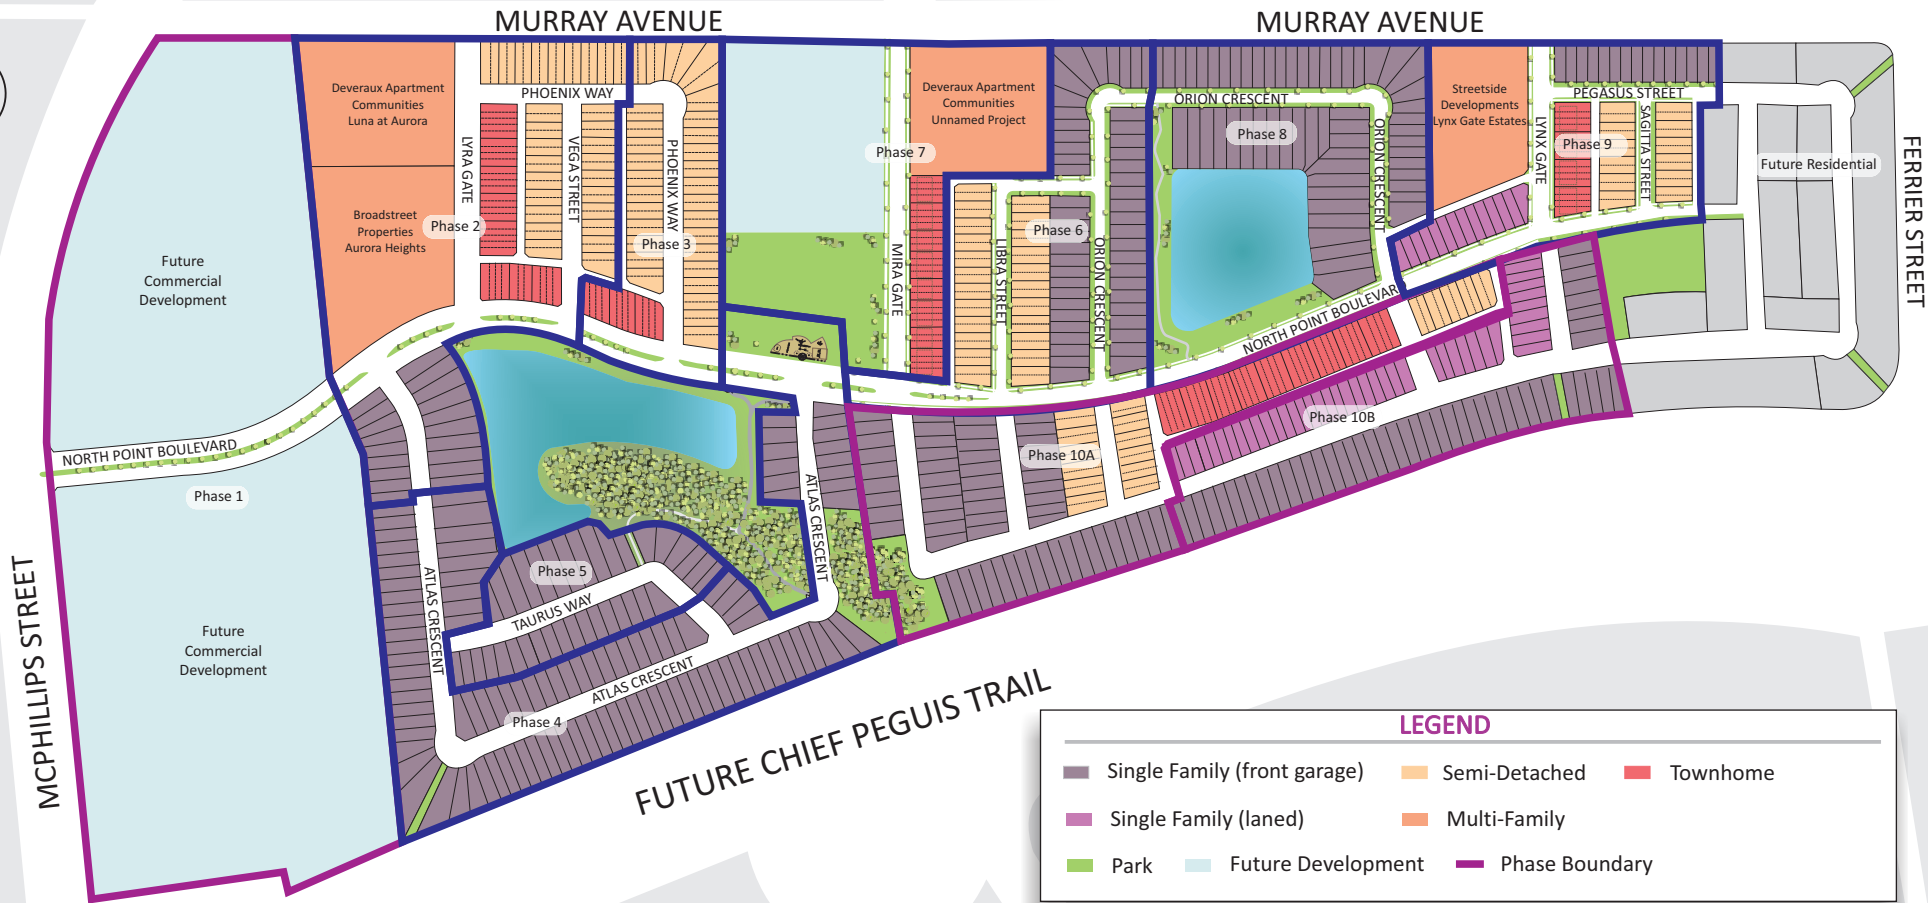 MURRAY AVENUE
MURRAY AVENUE
Deveraux Apartment
Communities
Luna at Aurora
PHOENIX WAY
LYRA GATE
VEGA STREET
PHOENIX WAY
Phase 2
Phase 3
Broadstreet
Properties
Aurora Heights
Future
Commercial
Development
Deveraux Apartment
Communities
Unnamed Project
Phase 7
MIRA GATE
LIBRA STREET
Phase 6
ORION CRESCENT
ORION CRESCENT
Phase 8
ORION CRESCENT
Streetside
Developments
Lynx Gate Estates
LYNX GATE
PEGASUS STREET
Phase 9
SAGITTA STREET
Future Residential
FERRIER STREET
NORTH POINT BOULEVARD
NORTH POINT BOULEVARD
Phase 1
Phase 10A
Phase 10B
ATLAS CRESCENT
ATLAS CRESCENT
Phase 5
TAURUS WAY
ATLAS CRESCENT
Phase 4
Future
Commercial
Development
MCPHILLIPS STREET
FUTURE CHIEF PEGUIS TRAIL
LEGEND
Single Family (front garage)
Semi-Detached
Townhome
Single Family (laned)
Multi-Family
Park
Future Development
Phase Boundary